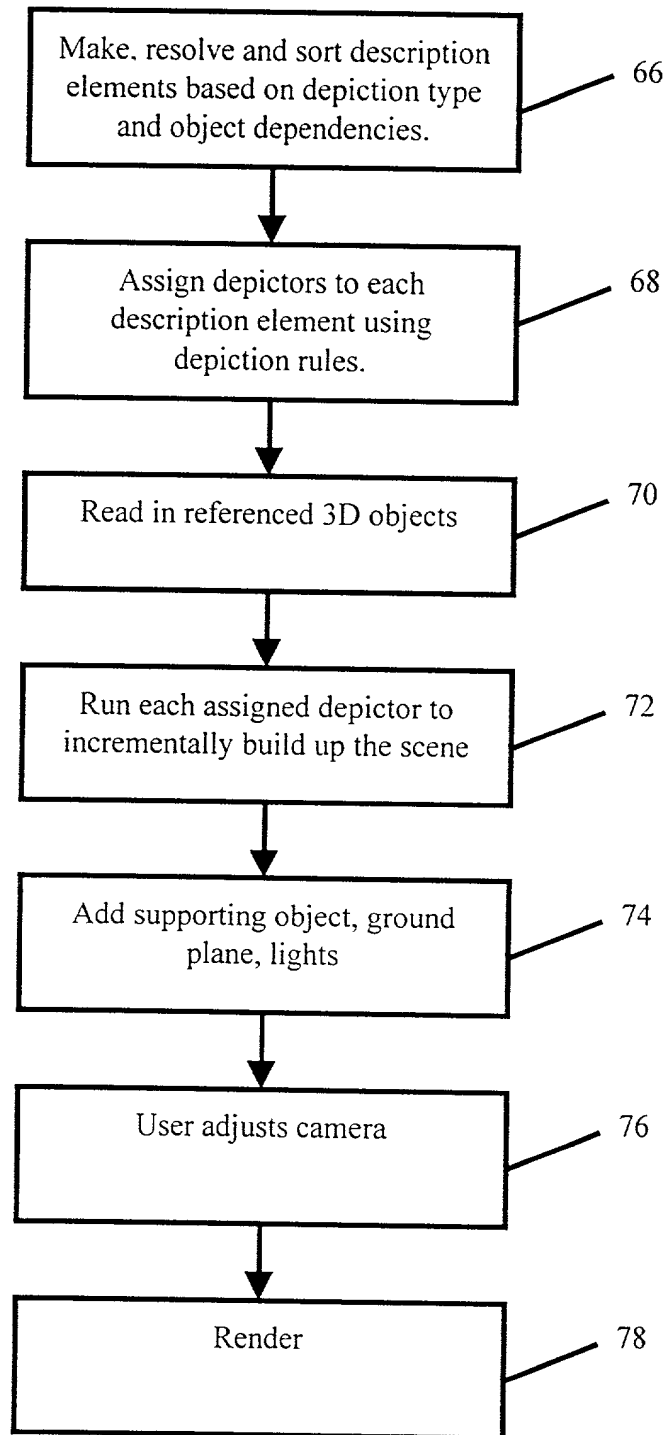 Make, resolve and sort description
elements based on depiction type
and object dependencies.
66
Assign depictors to each
description element using
depiction rules.
68
Read in referenced 3D objects
70
Run each assigned depictor to
incrementally build up the scene
72
Add supporting object, ground
plane, lights
74
User adjusts camera
76
Render
78